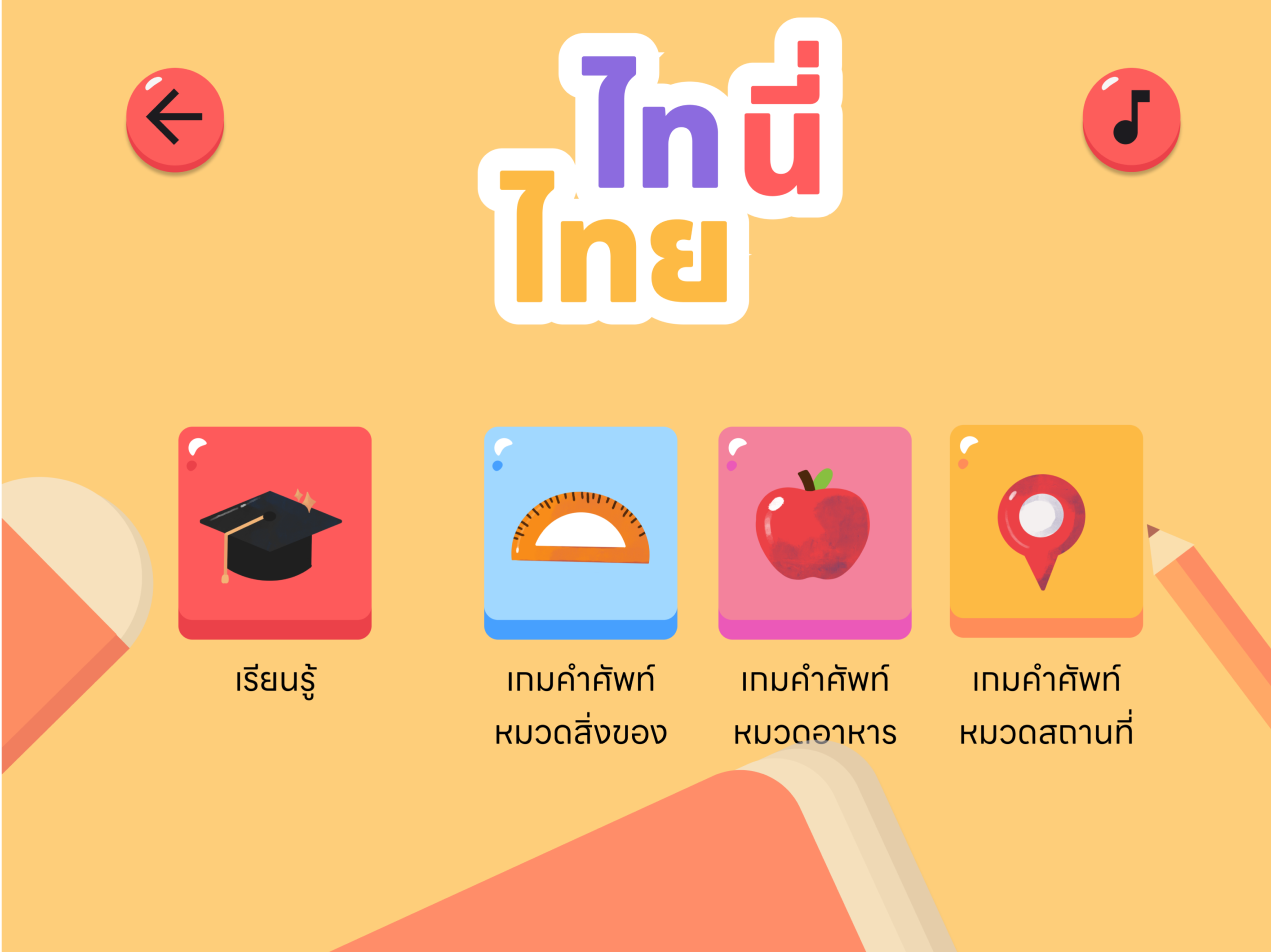 ไทนี่
ไทย
เรียนรู้
เกมคำศัพท์
หมวดสิ่งของ
เกมคำศัพท์
หมวดอาหาร
เกมคำศัพท์
หมวดสถานที่